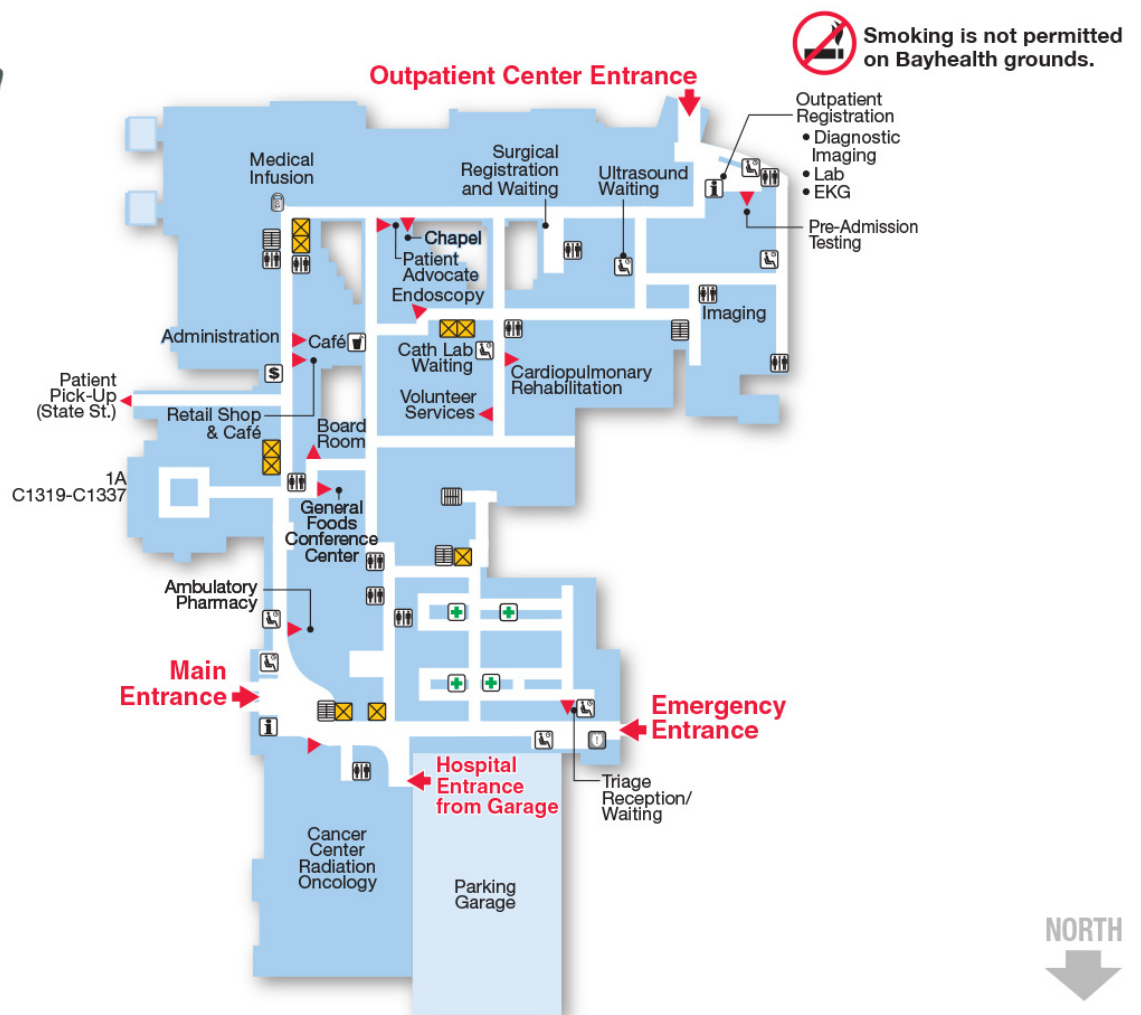 Smoking is not permitted
on Bayhealth grounds.
Outpatient Center Entrance
Outpatient
Registration
• Diagnostic
Imaging
• Lab
• EKG
Pre-Admission
Testing
Medical
Infusion
Surgical
Registration
and Waiting
Ultrasound
Waiting
Chapel
Patient
Advocate
Endoscopy
Imaging
Administration
Café
Cath Lab
Waiting
Cardiopulmonary
Rehabilitation
Patient
Pick-Up
(State St.)
$
Retail Shop
& Café
Volunteer
Services
Board
Room
1A
C1319-C1337
General
Foods
Conference
Center
Ambulatory
Pharmacy
Main
Entrance
Emergency
Entrance
Hospital
Entrance
from Garage
Triage
Reception/
Waiting
Cancer
Center
Radiation
Oncology
Parking
Garage
NORTH